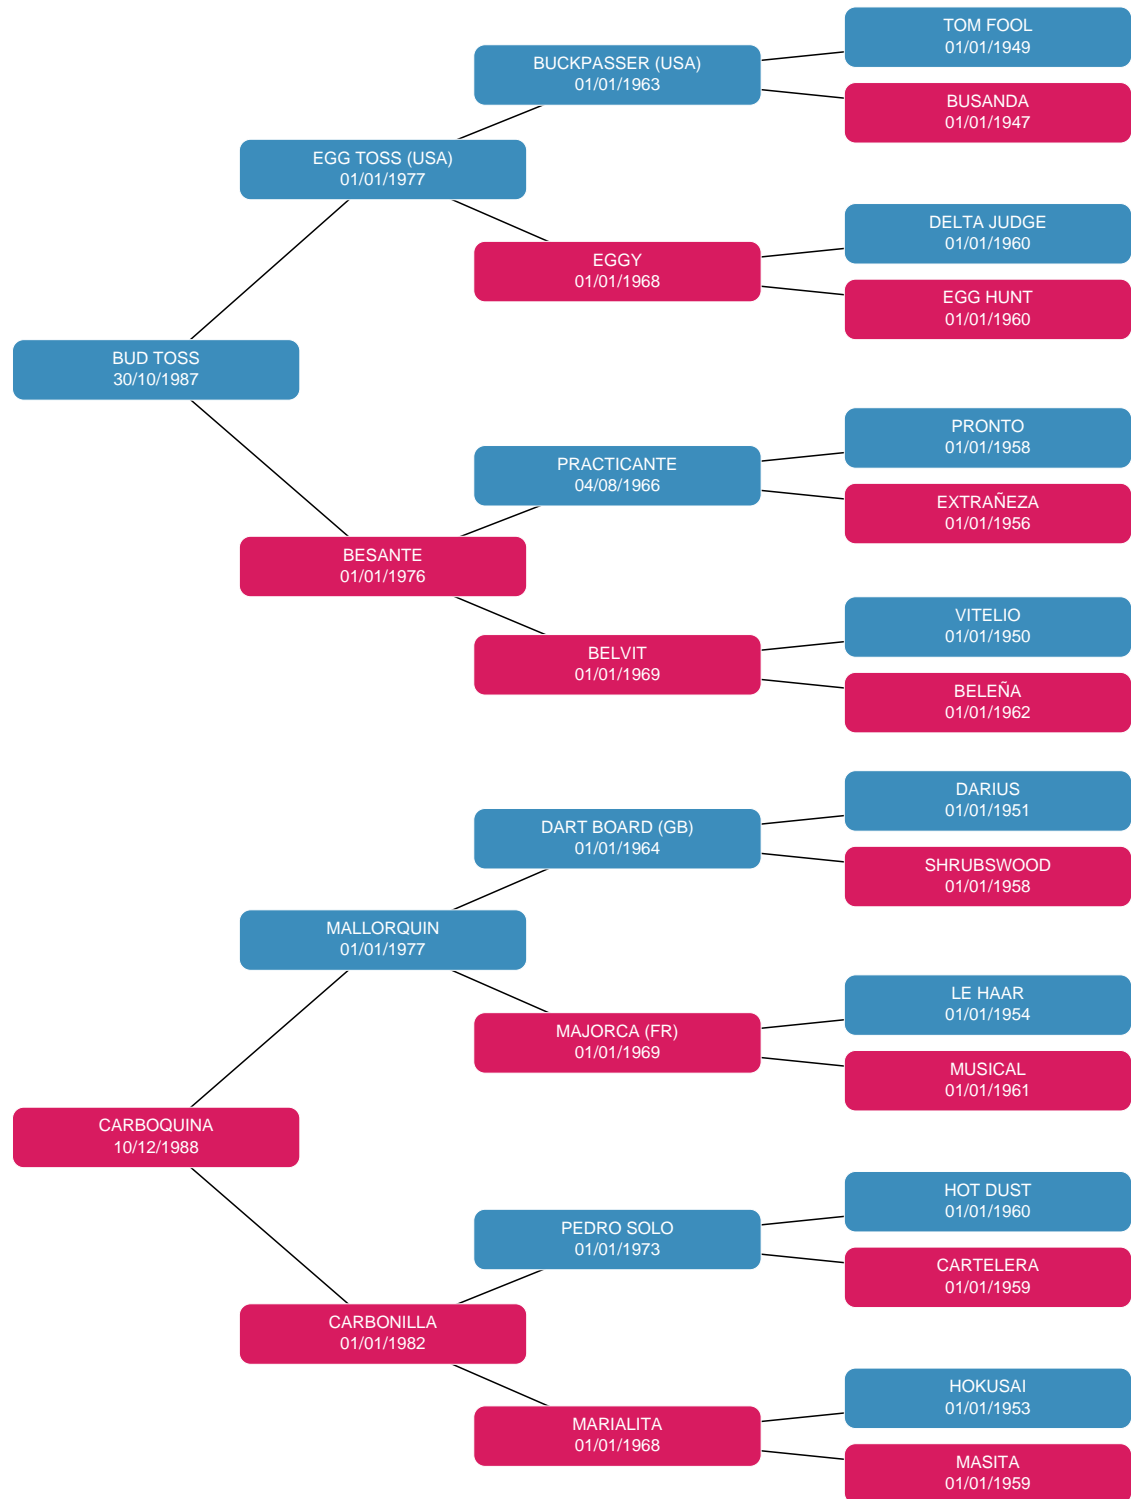 TOM FOOL
01/01/1949
BUCKPASSER (USA)
01/01/1963
BUSANDA
01/01/1947
EGG TOSS (USA)
01/01/1977
DELTA JUDGE
01/01/1960
EGGY
01/01/1968
EGG HUNT
01/01/1960
BUD TOSS
30/10/1987
PRONTO
01/01/1958
PRACTICANTE
04/08/1966
EXTRAÑEZA
01/01/1956
BESANTE
01/01/1976
VITELIO
01/01/1950
BELVIT
01/01/1969
BELEÑA
01/01/1962
DARIUS
01/01/1951
DART BOARD (GB)
01/01/1964
SHRUBSWOOD
01/01/1958
MALLORQUIN
01/01/1977
LE HAAR
01/01/1954
MAJORCA (FR)
01/01/1969
MUSICAL
01/01/1961
CARBOQUINA
10/12/1988
HOT DUST
01/01/1960
PEDRO SOLO
01/01/1973
CARTELERA
01/01/1959
CARBONILLA
01/01/1982
HOKUSAI
01/01/1953
MARIALITA
01/01/1968
MASITA
01/01/1959